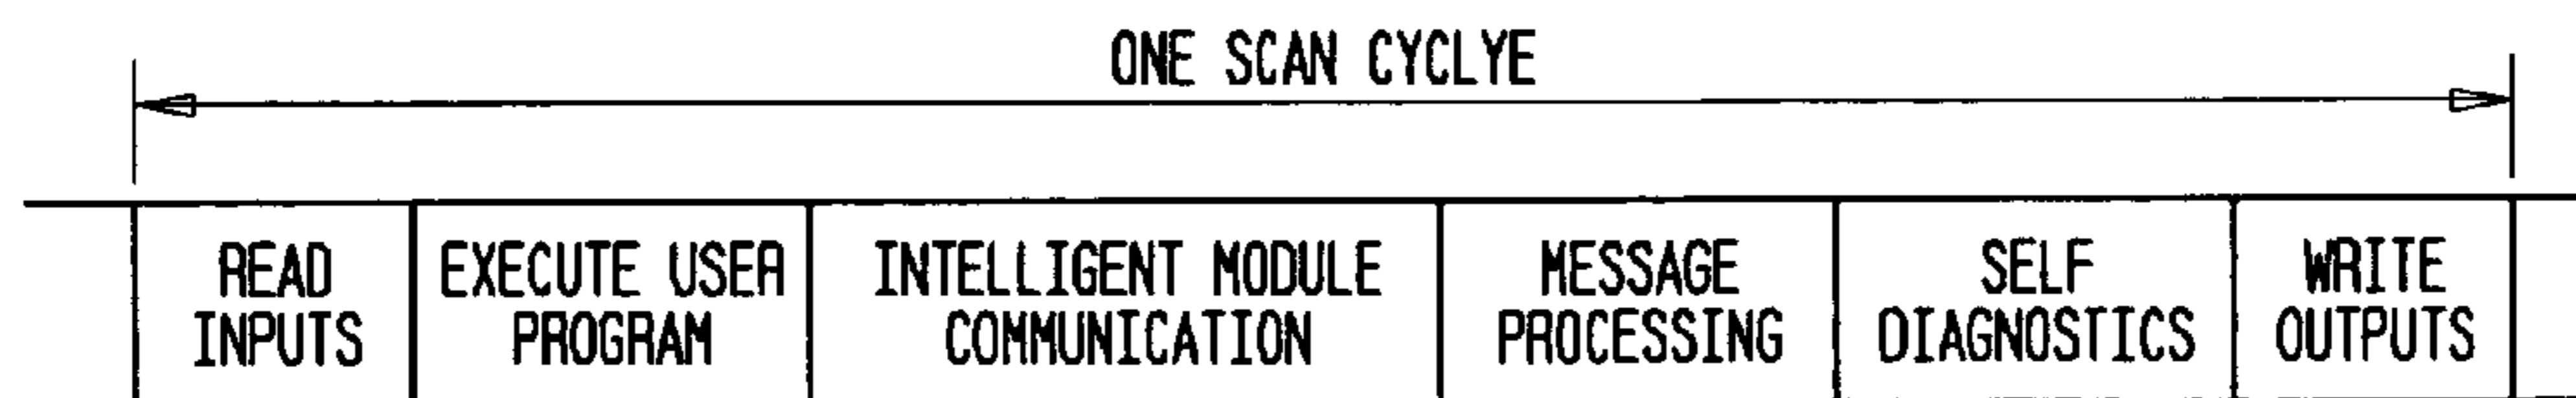 ONE SCAN CYCLYE
READ
INPUTS
EXECUTE USER
PROGRAM
INTELLIGENT MODULE
COMMUNICATION
MESSAGE
PROCESSING
SELF
DIAGNOSTICS
WRITE
OUTPUTS